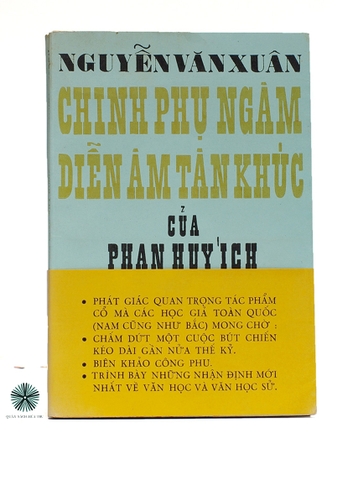 NGUYỄN VĂN XUÂN
CHINH PHỤ NGÂM
DIỄN ÂM TÂN KHÚC
CỦA
PHAN HUY ÍCH
• PHÁT GIÁC QUAN TRỌNG TÁC PHẨM
CỔ MÀ CÁC HỌC GIẢ TOÀN QUỐC
(NAM CŨNG NHƯ BẮC) MONG CHỜ :
• CHẤM DỨT MỘT CUỘC BÚT CHIẾN
KÉO DÀI GẦN NỬA THẾ KỶ.
• BIÊN KHẢO CÔNG PHU.
• TRÌNH BÀY NHỮNG NHẬN ĐỊNH MỚI
NHẤT VỀ VĂN HỌC VÀ VĂN HỌC SỬ.